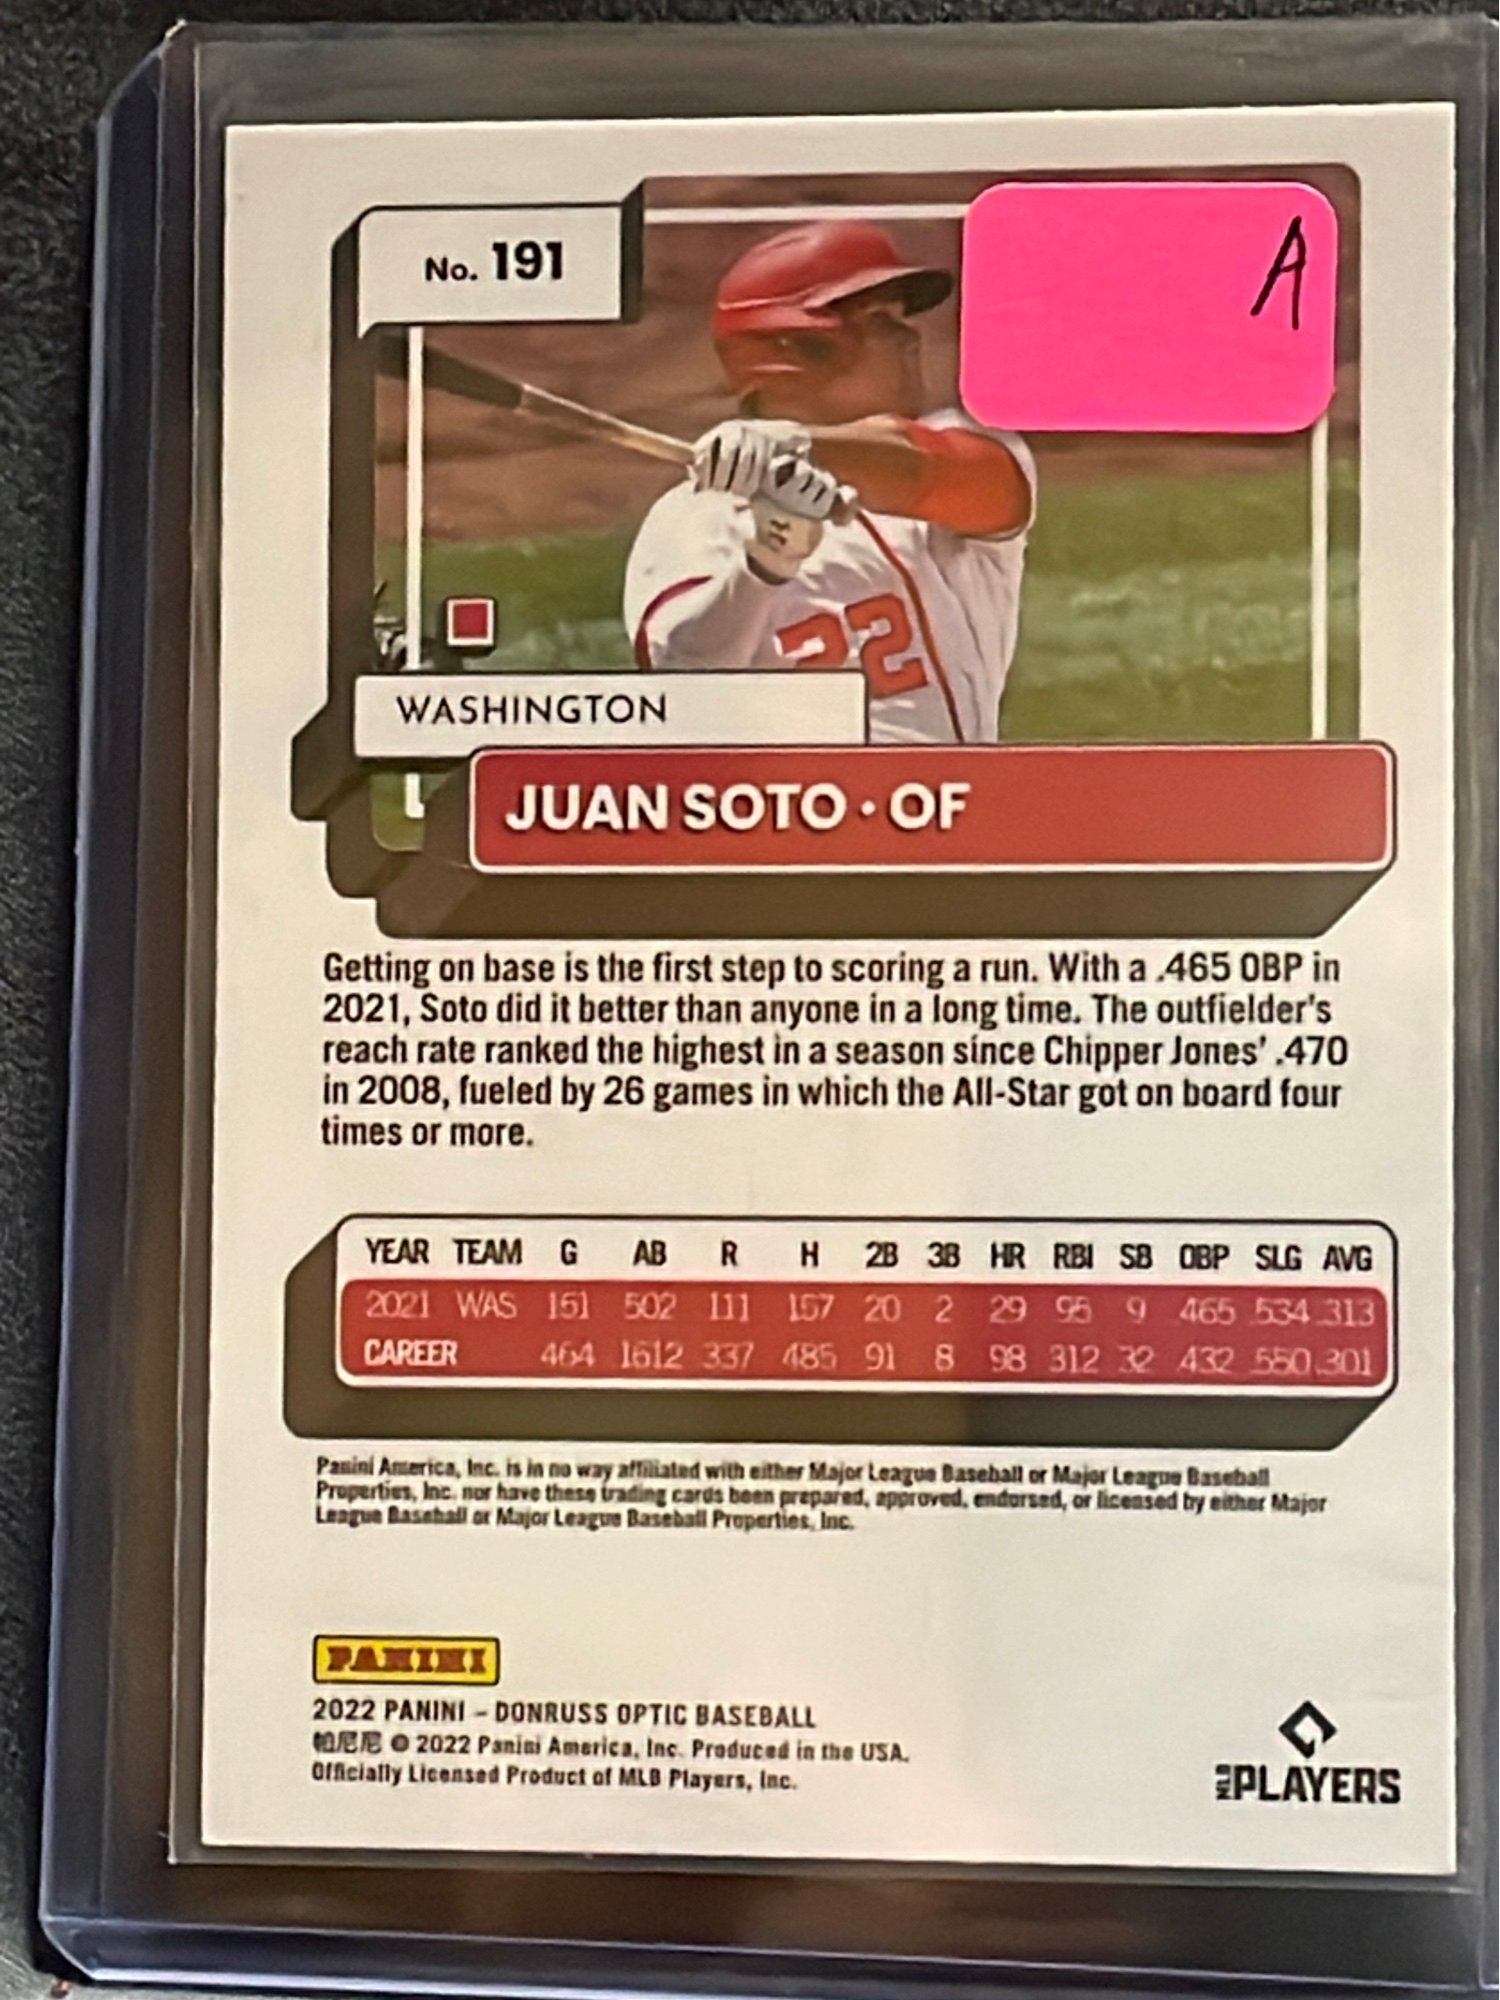 No. 191
A
22
WASHINGTON
JUAN SOTO • OF
Getting on base is the first step to scoring a run. With a .465 OBP in
2021, Soto did it better than anyone in a long time. The outfielder's
reach rate ranked the highest in a season since Chipper Jones' .470
in 2008, fueled by 26 games in which the All-Star got on board four
times or more.
YEAR TEAM G AB R H 2B 3B HR RBI SB OBP SLG AVG
2021 WAS 151 502 111 157 20 2 29 95 9 .465 .534 .313
CAREER 464 1612 337 485 91 8 98 312 32 .432 .550 .301
Panini America, Inc. is in no way affiliated with either Major League Baseball or Major League Baseball
Properties, Inc. nor have these trading cards been prepared, approved, endorsed, or licensed by either Major
League Baseball or Major League Baseball Properties, Inc.
PANINI
2022 PANINI – DONRUSS OPTIC BASEBALL
帕尼尼 © 2022 Panini America, Inc. Produced in the USA.
Officially Licensed Product of MLB Players, Inc.
MLB PLAYERS